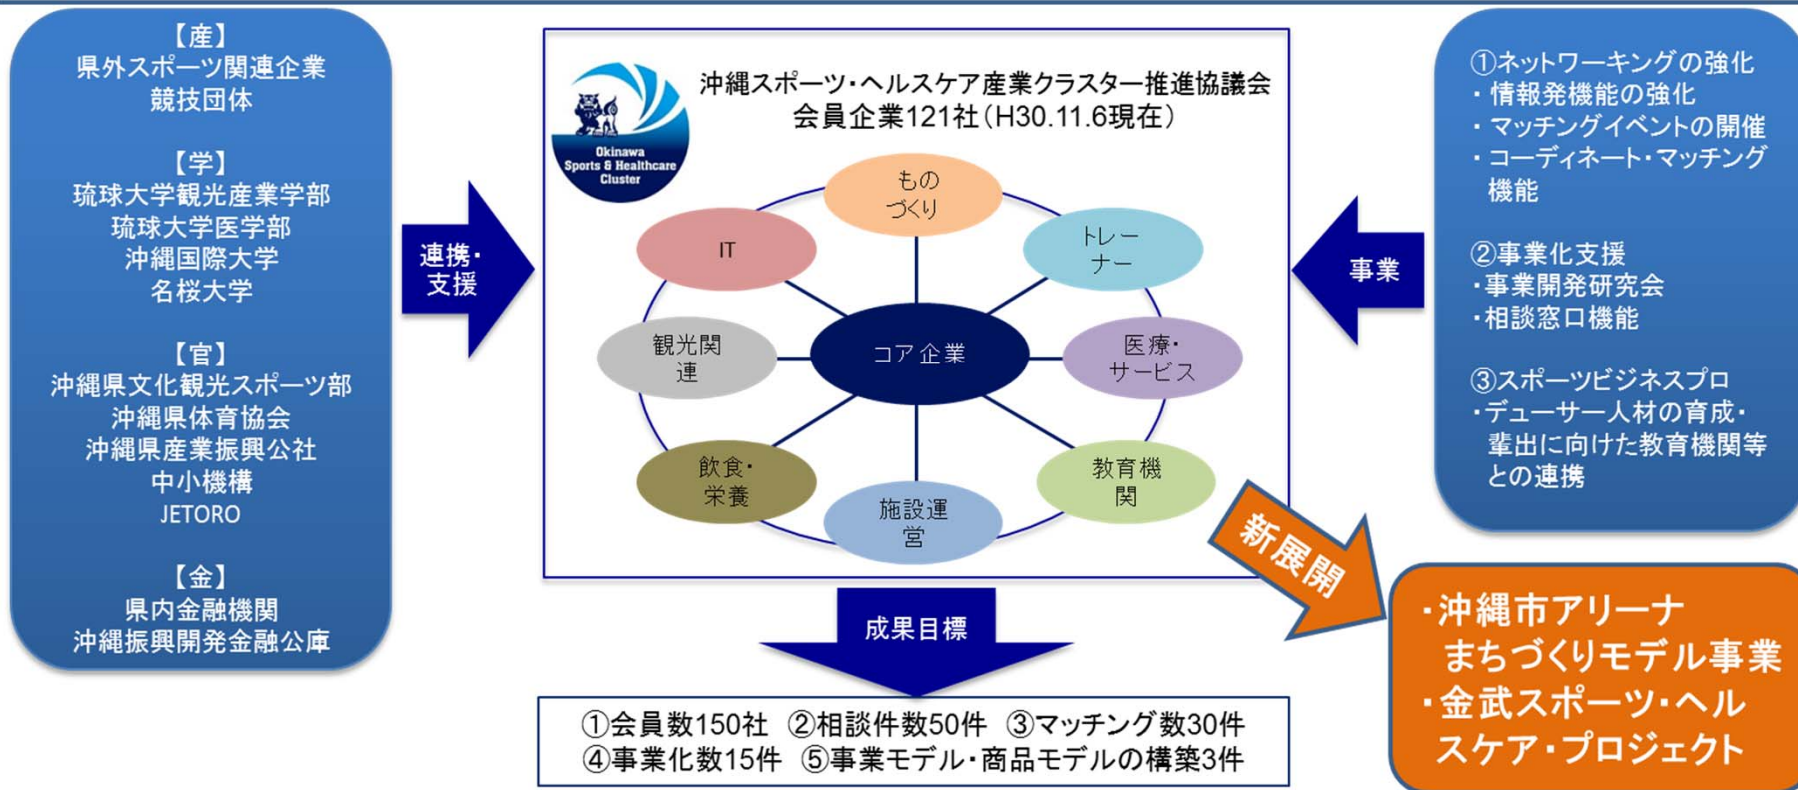 【産】
県外スポーツ関連企業
競技団体
【学】
琉球大学観光産業学部
琉球大学医学部
沖縄国際大学
名桜大学
【官】
沖縄県文化観光スポーツ部
沖縄県体育協会
沖縄県産業振興公社
中小機構
JETORO
【金】
県内金融機関
沖縄振興開発金融公庫
連携・
支援
Okinawa
Sports & Healthcare
Cluster
沖縄スポーツ・ヘルスケア産業クラスター推進協議会
会員企業121社(H30.11.6現在)
もの
づくり
IT
トレー
ナー
観光関
連
コア企業
医療・
サービス
飲食・
栄養
施設運
営
教育機
関
事業
①ネットワーキングの強化
・情報発機能の強化
・マッチングイベントの開催
・コーディネート・マッチング
機能
②事業化支援
・事業開発研究会
・相談窓口機能
③スポーツビジネスプロ
・デューサー人材の育成・
輩出に向けた教育機関等
との連携
新展開
・沖縄市アリーナ
まちづくりモデル事業
・金武スポーツ・ヘル
スケア・プロジェクト
成果目標
①会員数150社 ②相談件数50件 ③マッチング数30件
④事業化数15件 ⑤事業モデル・商品モデルの構築3件